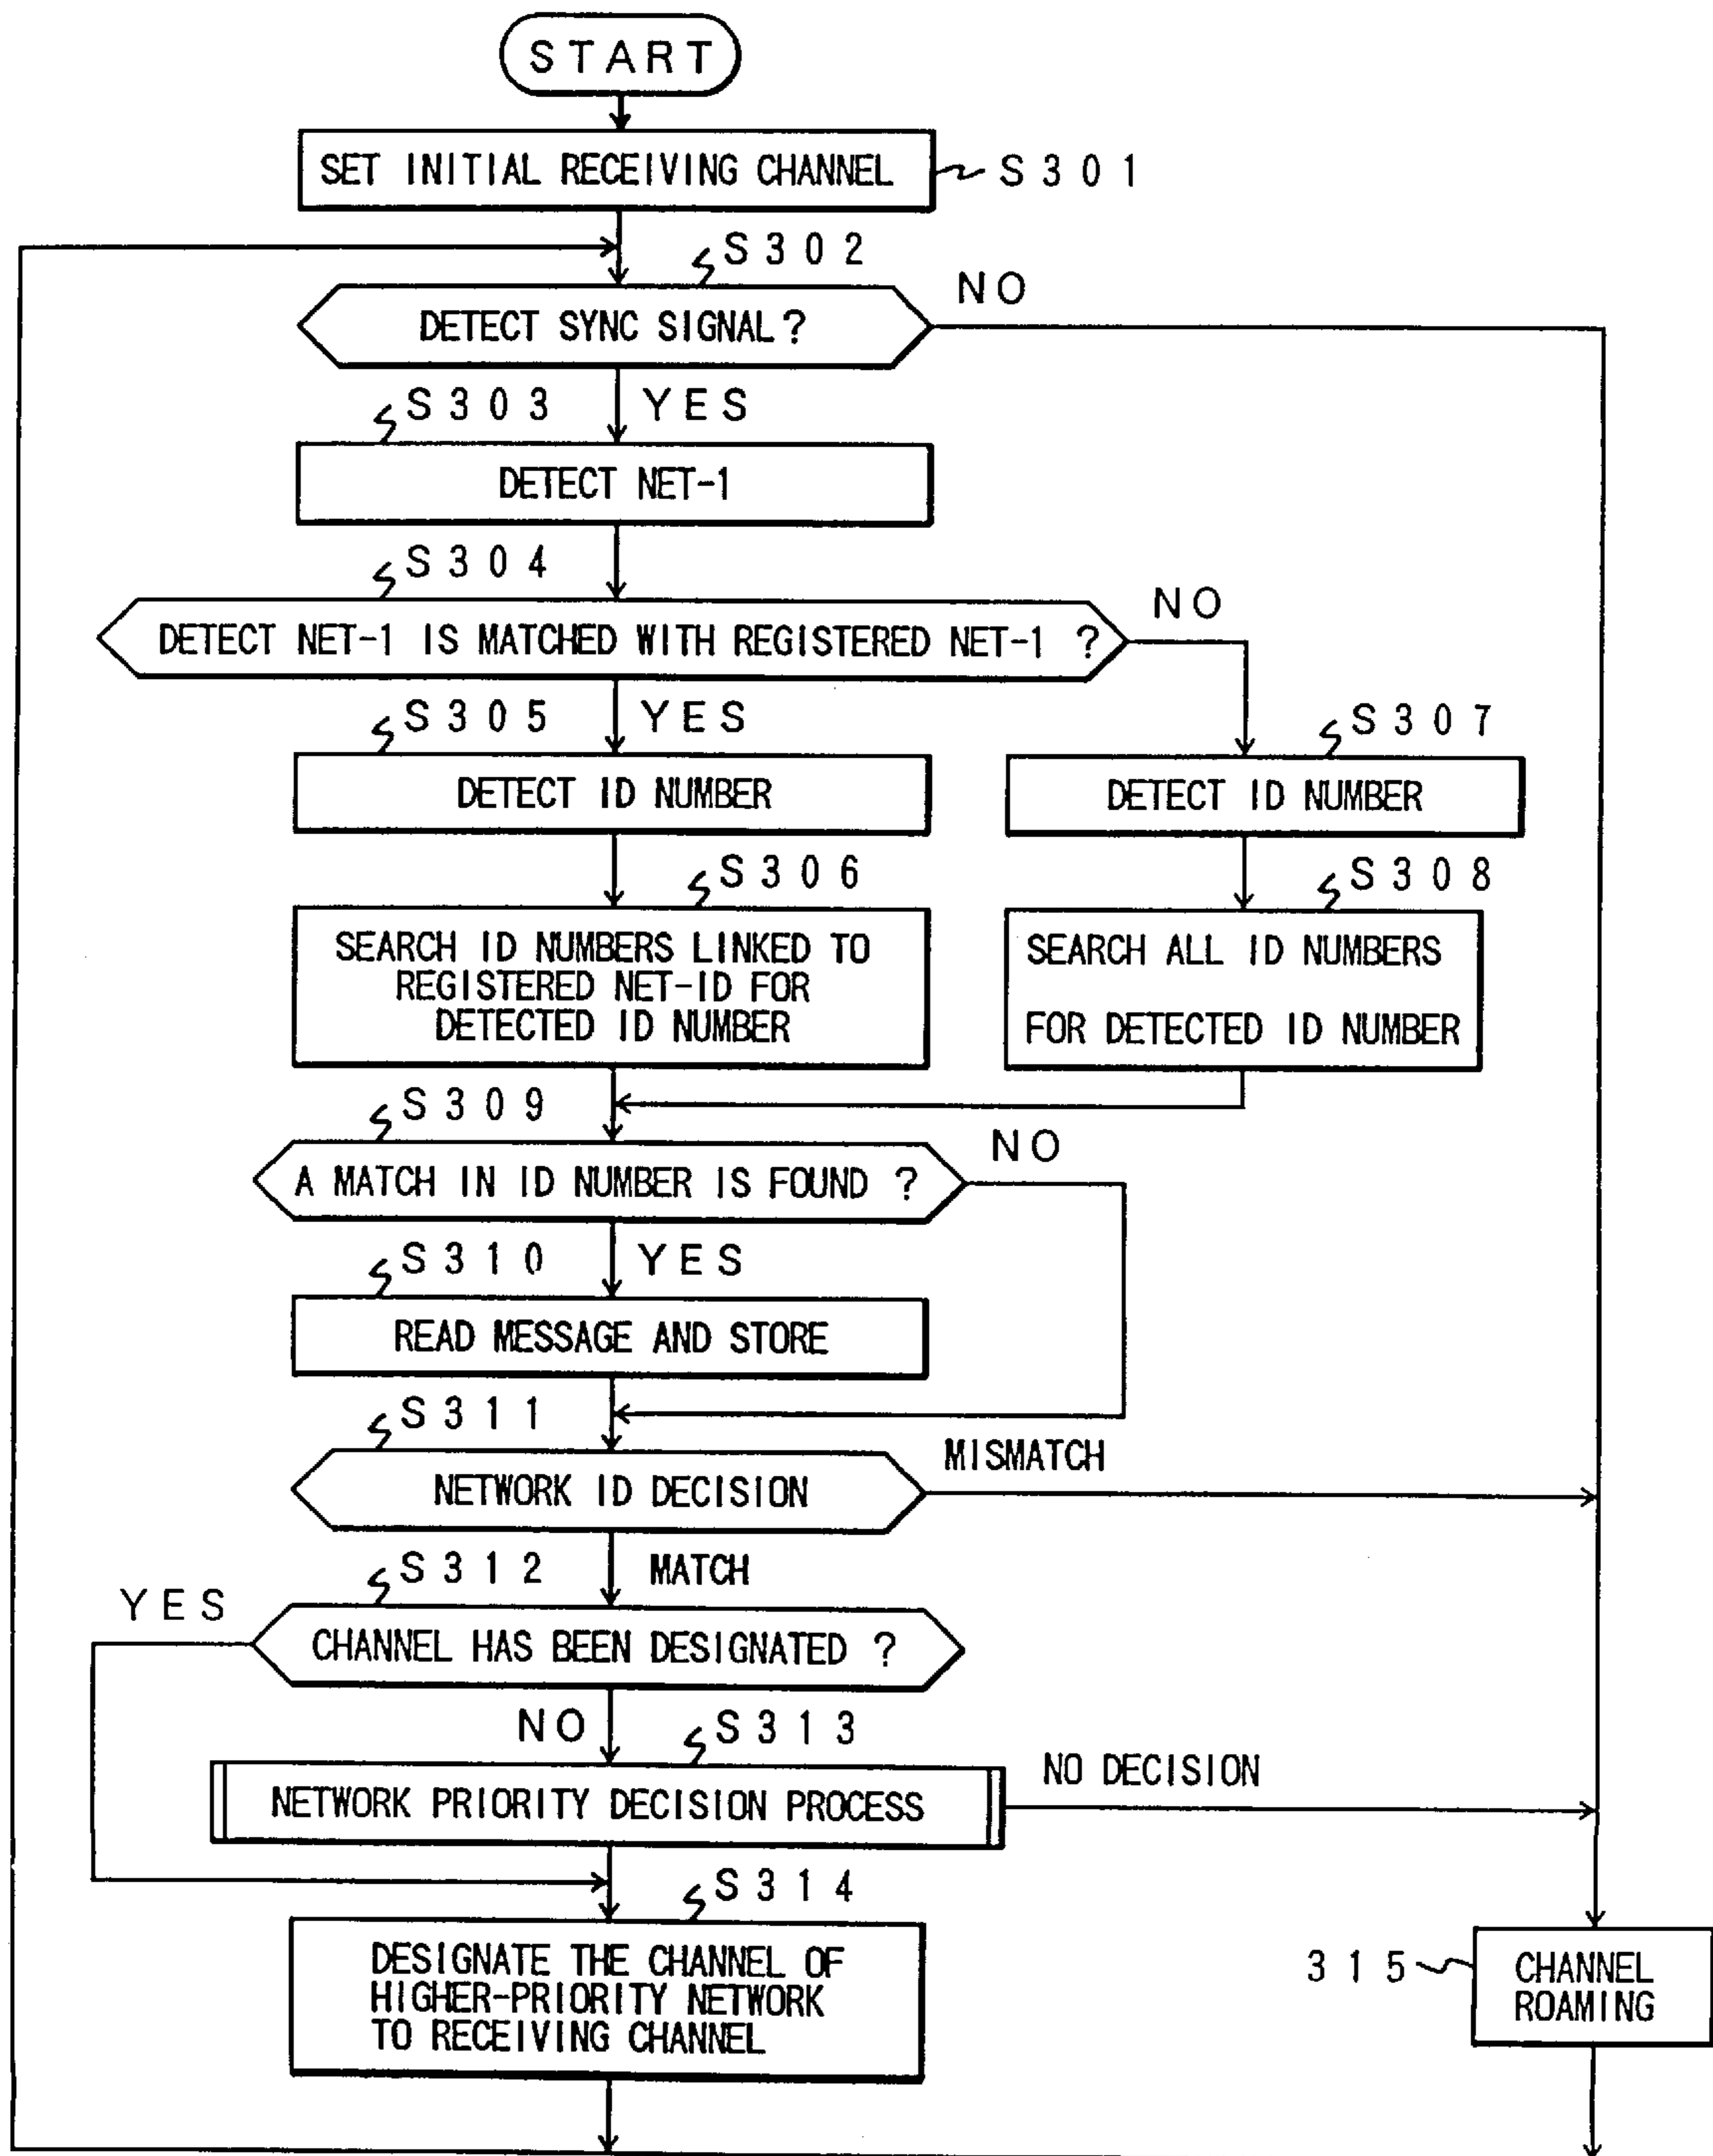 START
SET INITIAL RECEIVING CHANNEL
S301
S302
DETECT SYNC SIGNAL?
NO
S303
YES
DETECT NET-1
S304
DETECT NET-1 IS MATCHED WITH REGISTERED NET-1 ?
NO
S305
YES
S307
DETECT ID NUMBER
DETECT ID NUMBER
S306
S308
SEARCH ID NUMBERS LINKED TO
REGISTERED NET-ID FOR
DETECTED ID NUMBER
SEARCH ALL ID NUMBERS
FOR DETECTED ID NUMBER
S309
A MATCH IN ID NUMBER IS FOUND ?
NO
S310
YES
READ MESSAGE AND STORE
S311
NETWORK ID DECISION
MISMATCH
S312
MATCH
YES
CHANNEL HAS BEEN DESIGNATED ?
NO
S313
NETWORK PRIORITY DECISION PROCESS
NO DECISION
S314
DESIGNATE THE CHANNEL OF
HIGHER-PRIORITY NETWORK
TO RECEIVING CHANNEL
315
CHANNEL
ROAMING